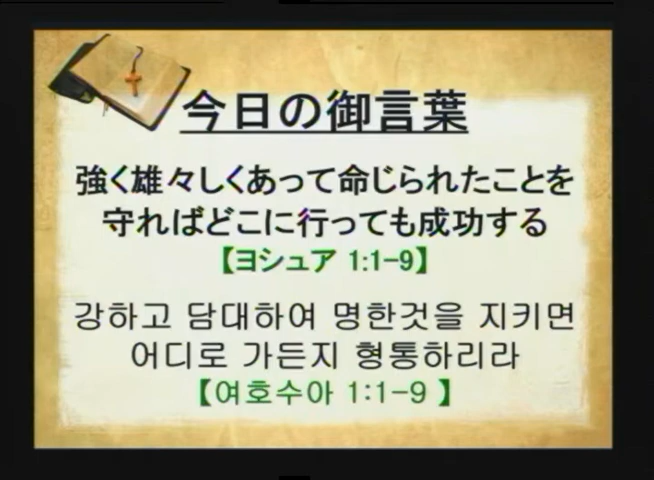 今日の御言葉
強く雄々しくあって命じられたことを
守ればどこに行っても成功する
【ヨシュア 1:1-9】
강하고 담대하여 명한것을 지키면
어디로 가든지 형통하리라
【여호수아 1:1-9 】